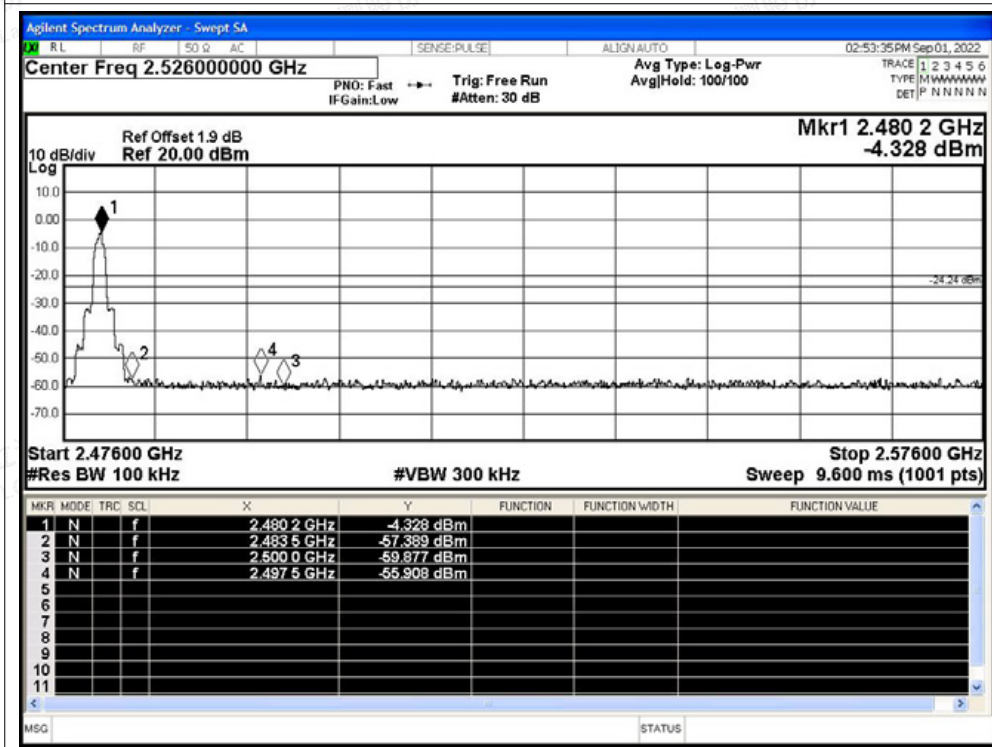 Agilent Spectrum Analyzer - Swept SA
LXI RL RF 50 Ω AC SENSE:PULSE ALIGN AUTO 02:53:35 PM Sep 01, 2022
Center Freq 2.526000000 GHz
PNO: Fast
IFGain:Low
Trig: Free Run
#Atten: 30 dB
Avg Type: Log-Pwr
Avg|Hold: 100/100
TRACE 1 2 3 4 5 6
TYPE MWWWWW
DET P N N N N N
Mkr1 2.480 2 GHz
-4.328 dBm
Ref Offset 1.9 dB
10 dB/div Ref 20.00 dBm
Log
10.0
1
0.00
-10.0
-20.0
-24.24 dBm
-30.0
-40.0
-50.0
2
4
3
-60.0
-70.0
Start 2.47600 GHz Stop 2.57600 GHz
#Res BW 100 kHz #VBW 300 kHz Sweep 9.600 ms (1001 pts)
MKR MODE TRC SCL X Y FUNCTION FUNCTION WIDTH FUNCTION VALUE
1 N f 2.480 2 GHz -4.328 dBm
2 N f 2.483 5 GHz -57.389 dBm
3 N f 2.500 0 GHz -59.877 dBm
4 N f 2.497 5 GHz -55.908 dBm
5
6
7
8
9
10
11
MSG STATUS